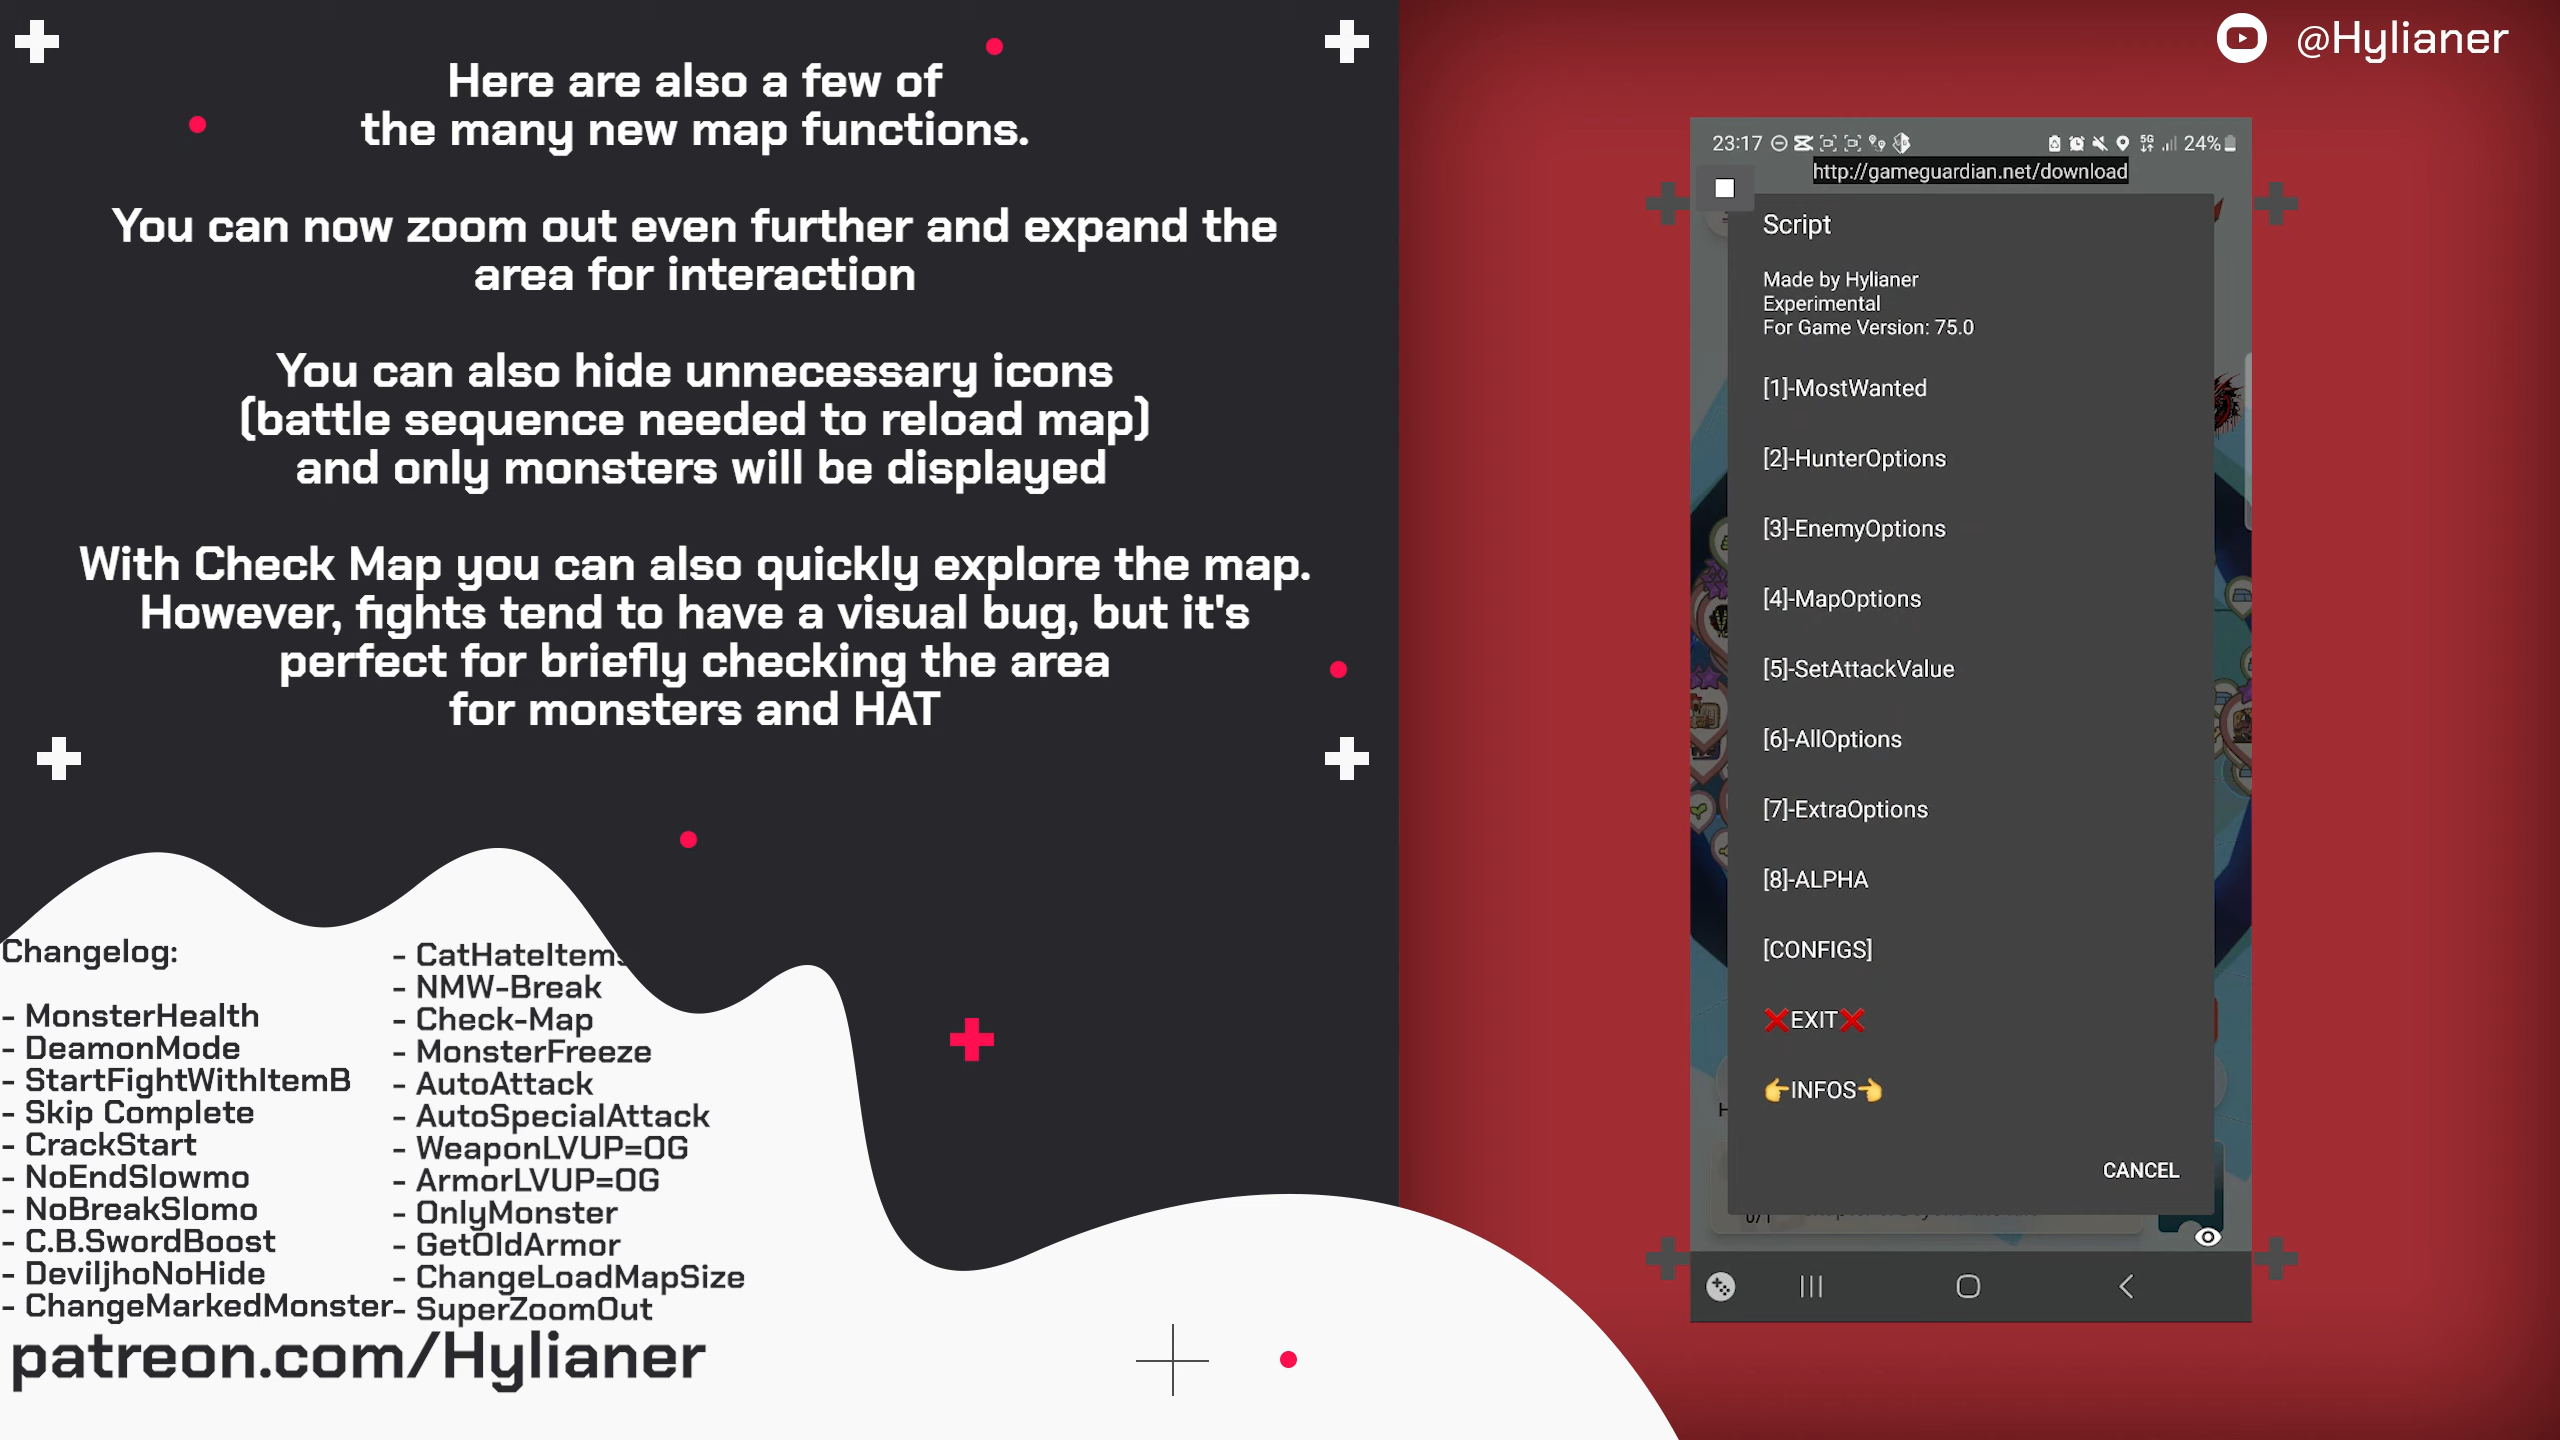 Here are also a few of
the many new map functions.
You can now zoom out even further and expand the
area for interaction
You can also hide unnecessary icons
(battle sequence needed to reload map)
and only monsters will be displayed
With Check Map you can also quickly explore the map.
However, fights tend to have a visual bug, but it's
perfect for briefly checking the area
for monsters and HAT
Changelog:
- MonsterHealth
- DeamonMode
- StartFightWithItemB
- Skip Complete
- CrackStart
- NoEndSlowmo
- NoBreakSlomo
- C.B.SwordBoost
- DeviljhoNoHide
- ChangeMarkedMonster
- CatHateItems
- NMW-Break
- Check-Map
- MonsterFreeze
- AutoAttack
- AutoSpecialAttack
- WeaponLVUP=OG
- ArmorLVUP=OG
- OnlyMonster
- GetOldArmor
- ChangeLoadMapSize
- SuperZoomOut
patreon.com/Hylianer
@Hylianer
23:17 5G 24%
http://gameguardian.net/download
Script
Made by Hylianer
Experimental
For Game Version: 75.0
[1]-MostWanted
[2]-HunterOptions
[3]-EnemyOptions
[4]-MapOptions
[5]-SetAttackValue
[6]-AllOptions
[7]-ExtraOptions
[8]-ALPHA
[CONFIGS]
❌EXIT❌
👉INFOS👈
CANCEL
0/1